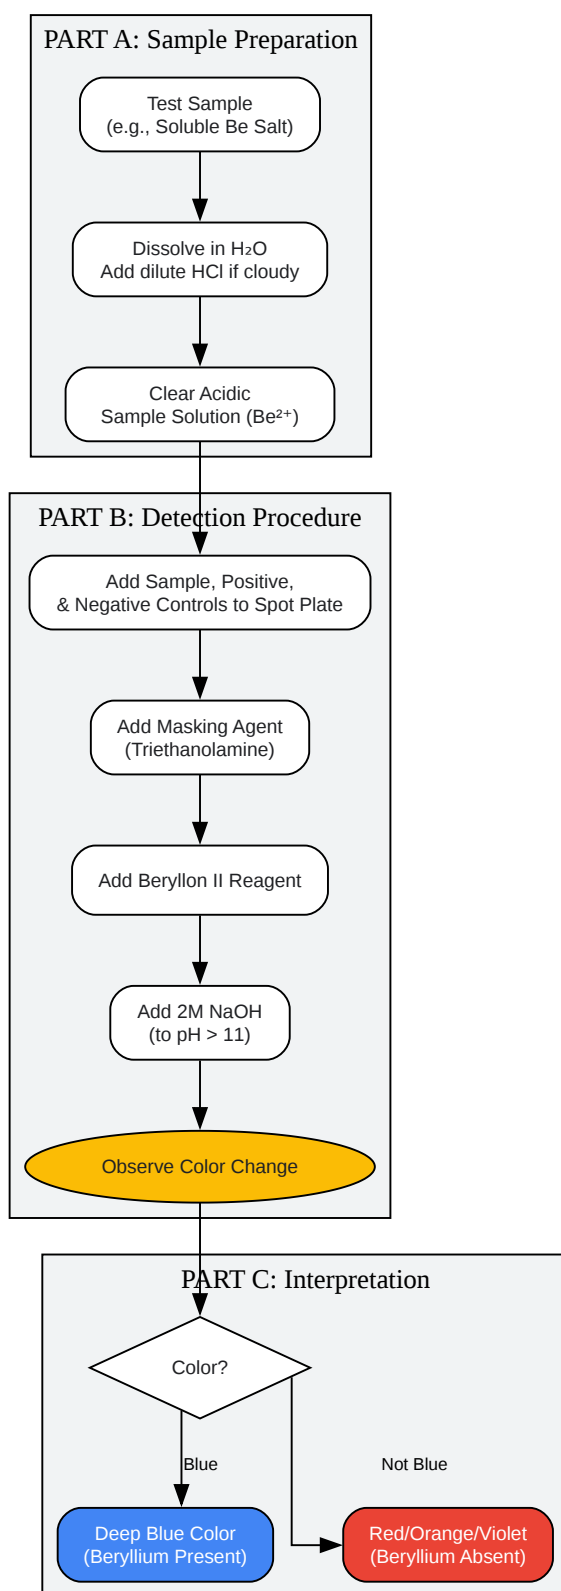 PART A: Sample Preparation
Test Sample
(e.g., Soluble Be Salt)
Dissolve in H₂O
Add dilute HCl if cloudy
Clear Acidic
Sample Solution (Be²⁺)
PART B: Detection Procedure
Add Sample, Positive,
& Negative Controls to Spot Plate
Add Masking Agent
(Triethanolamine)
Add Beryllon II Reagent
Add 2M NaOH
(to pH > 11)
Observe Color Change
PART C: Interpretation
Color?
Blue
Not Blue
Deep Blue Color
(Beryllium Present)
Red/Orange/Violet
(Beryllium Absent)